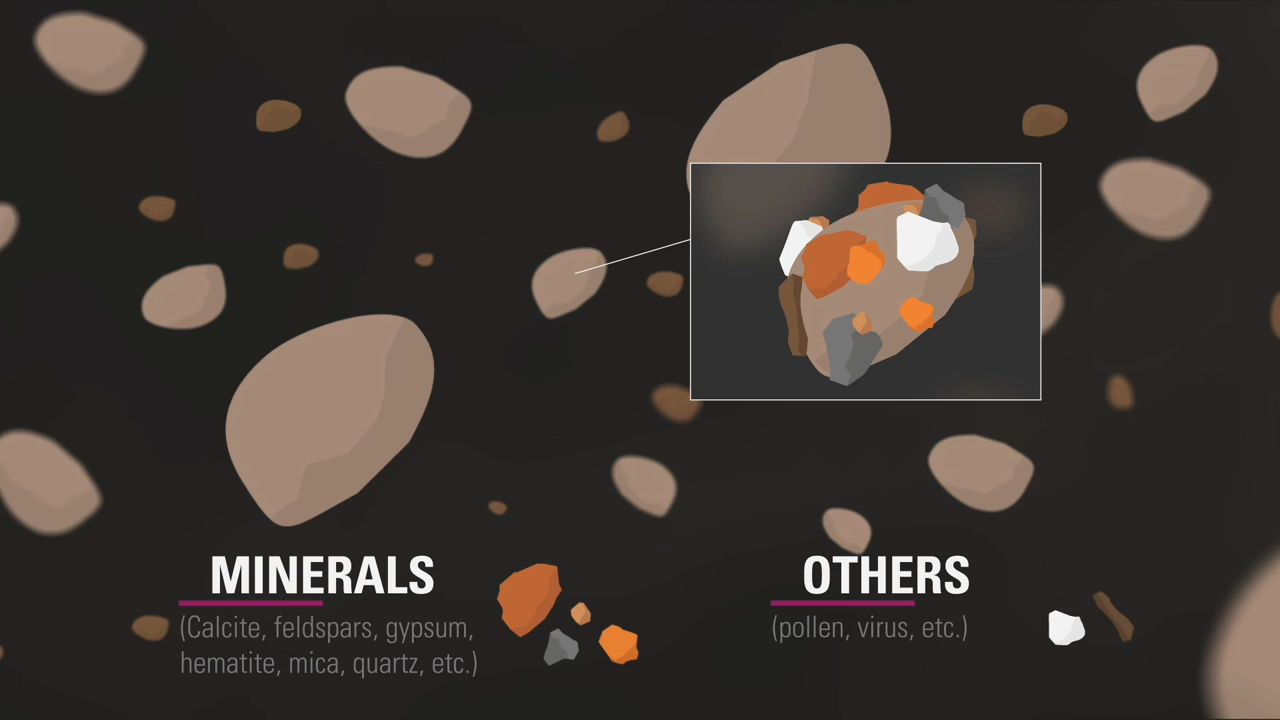 MINERALS
(Calcite, feldspars, gypsum,
hematite, mica, quartz, etc.)
OTHERS
(pollen, virus, etc.)